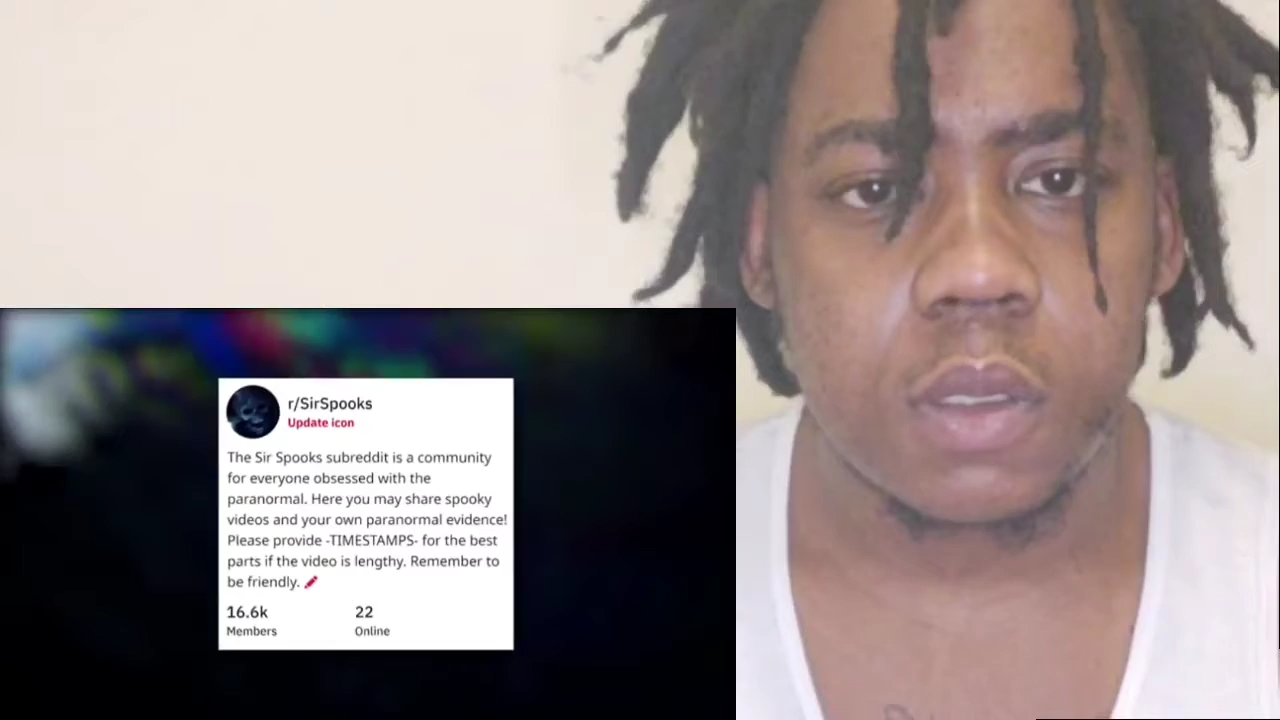 r/SirSpooks
Update icon
The Sir Spooks subreddit is a community
for everyone obsessed with the
paranormal. Here you may share spooky
videos and your own paranormal evidence!
Please provide -TIMESTAMPS- for the best
parts if the video is lengthy. Remember to
be friendly.
16.6k
22
Members
Online